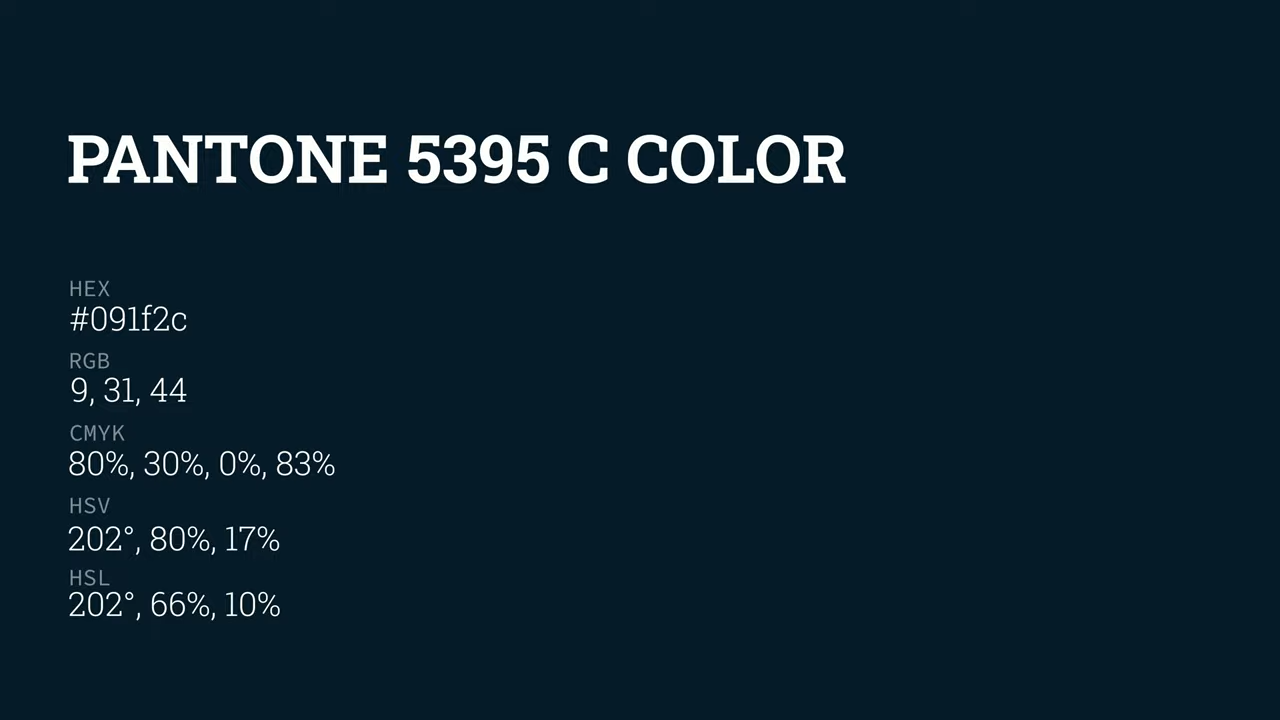 PANTONE 5395 C COLOR
HEX
#091f2c
RGB
9, 31, 44
CMYK
80%, 30%, 0%, 83%
HSV
202°, 80%, 17%
HSL
202°, 66%, 10%